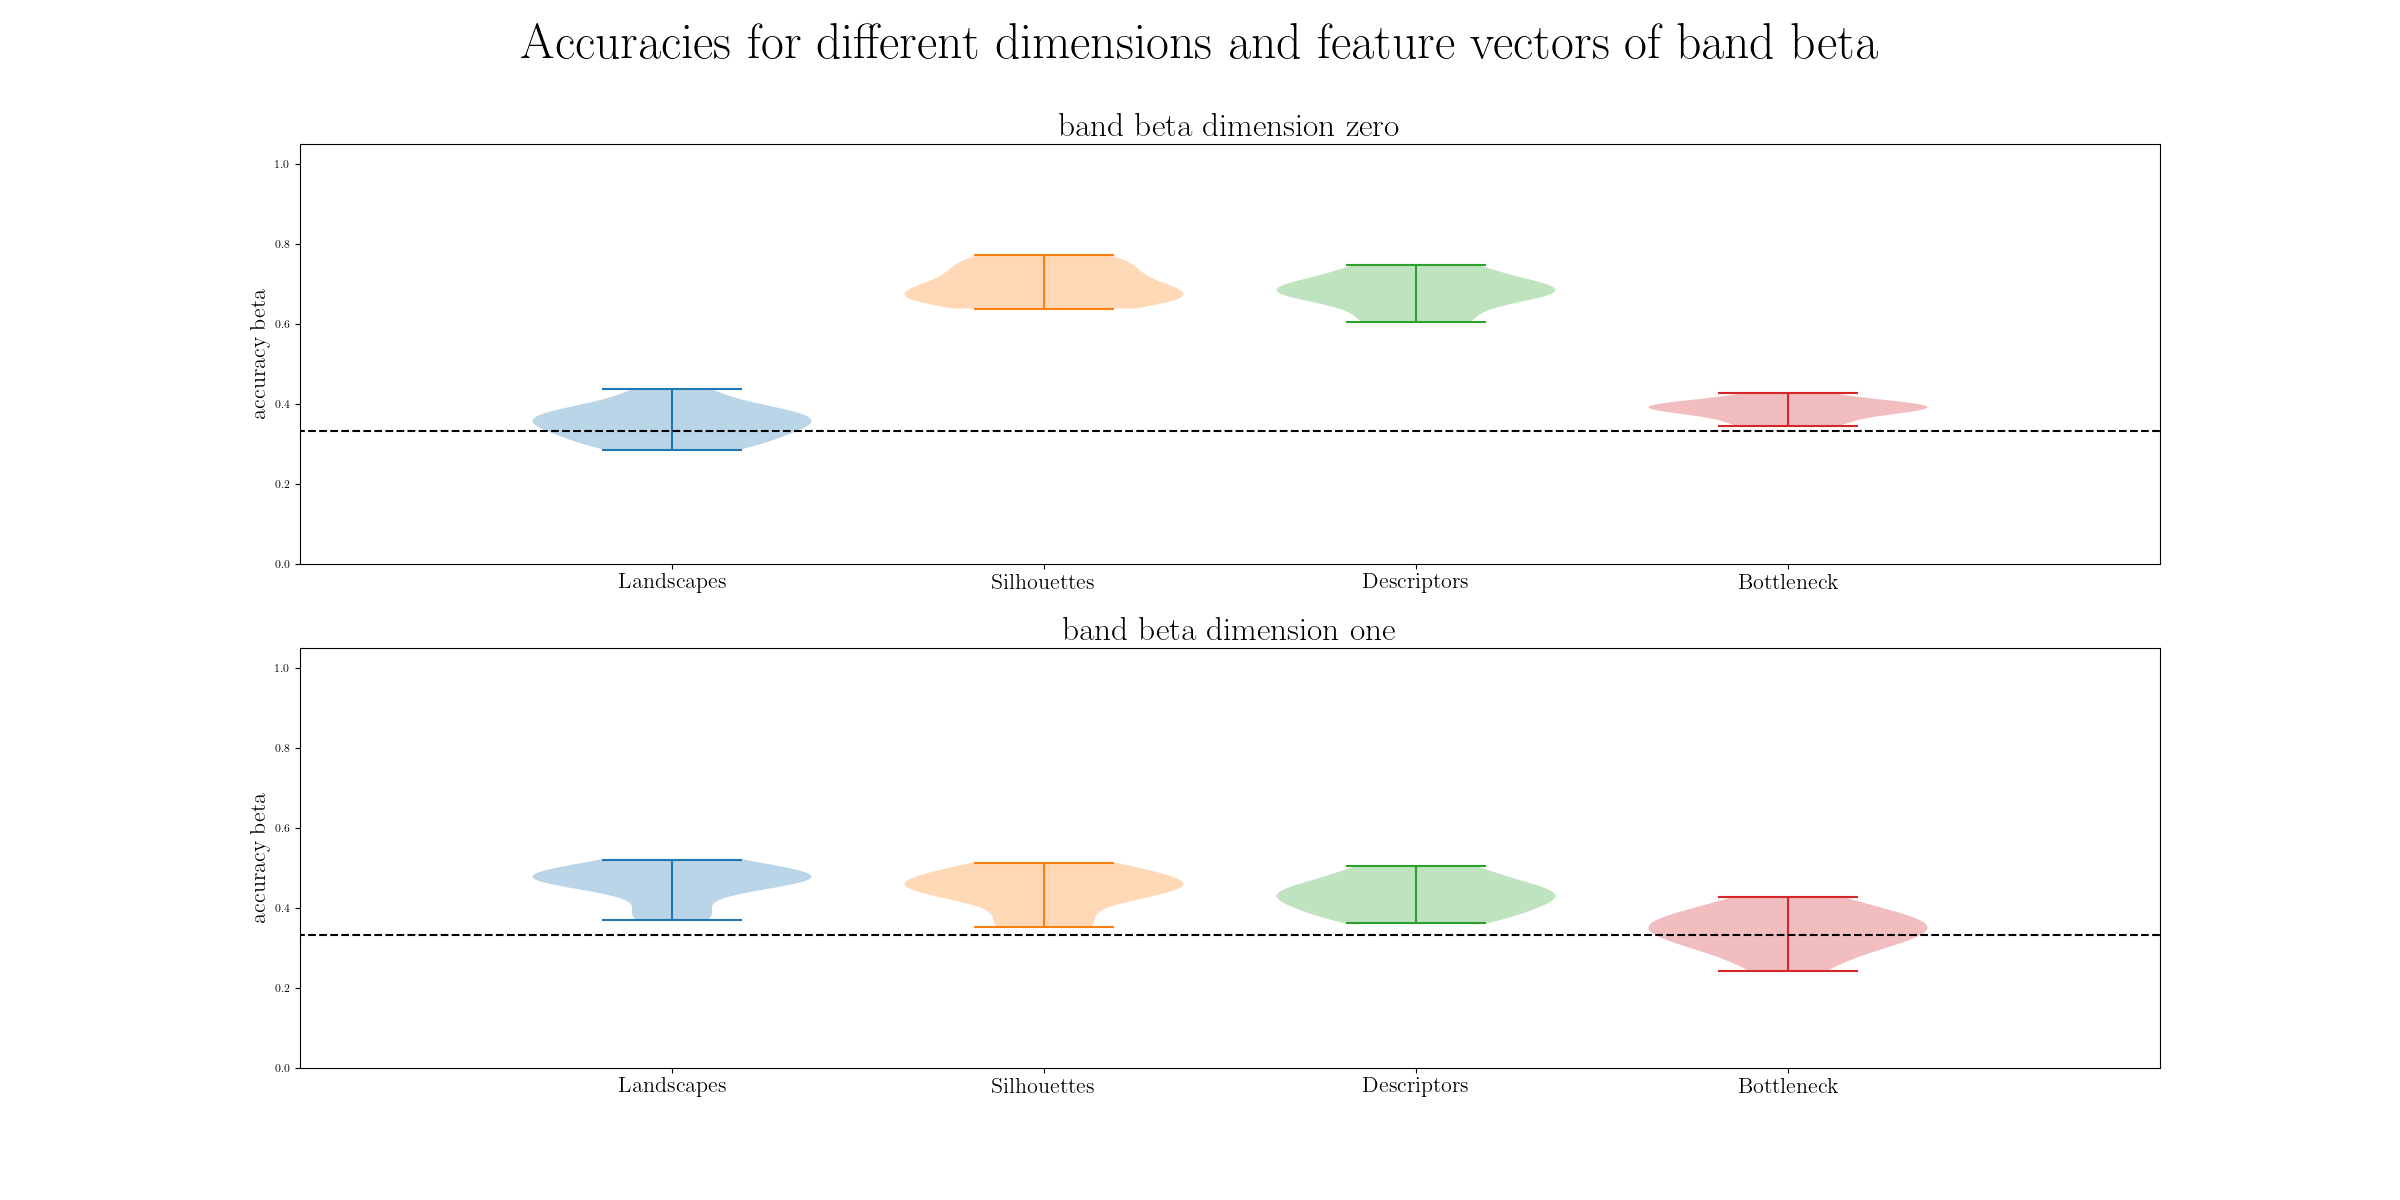 Accuracies for different dimensions and feature vectors of band beta
band beta dimension zero
1.0
0.8
0.6
0.4
0.2
0.0
accuracy beta
Landscapes Silhouettes Descriptors Bottleneck
band beta dimension one
1.0
0.8
0.6
0.4
0.2
0.0
accuracy beta
Landscapes Silhouettes Descriptors Bottleneck